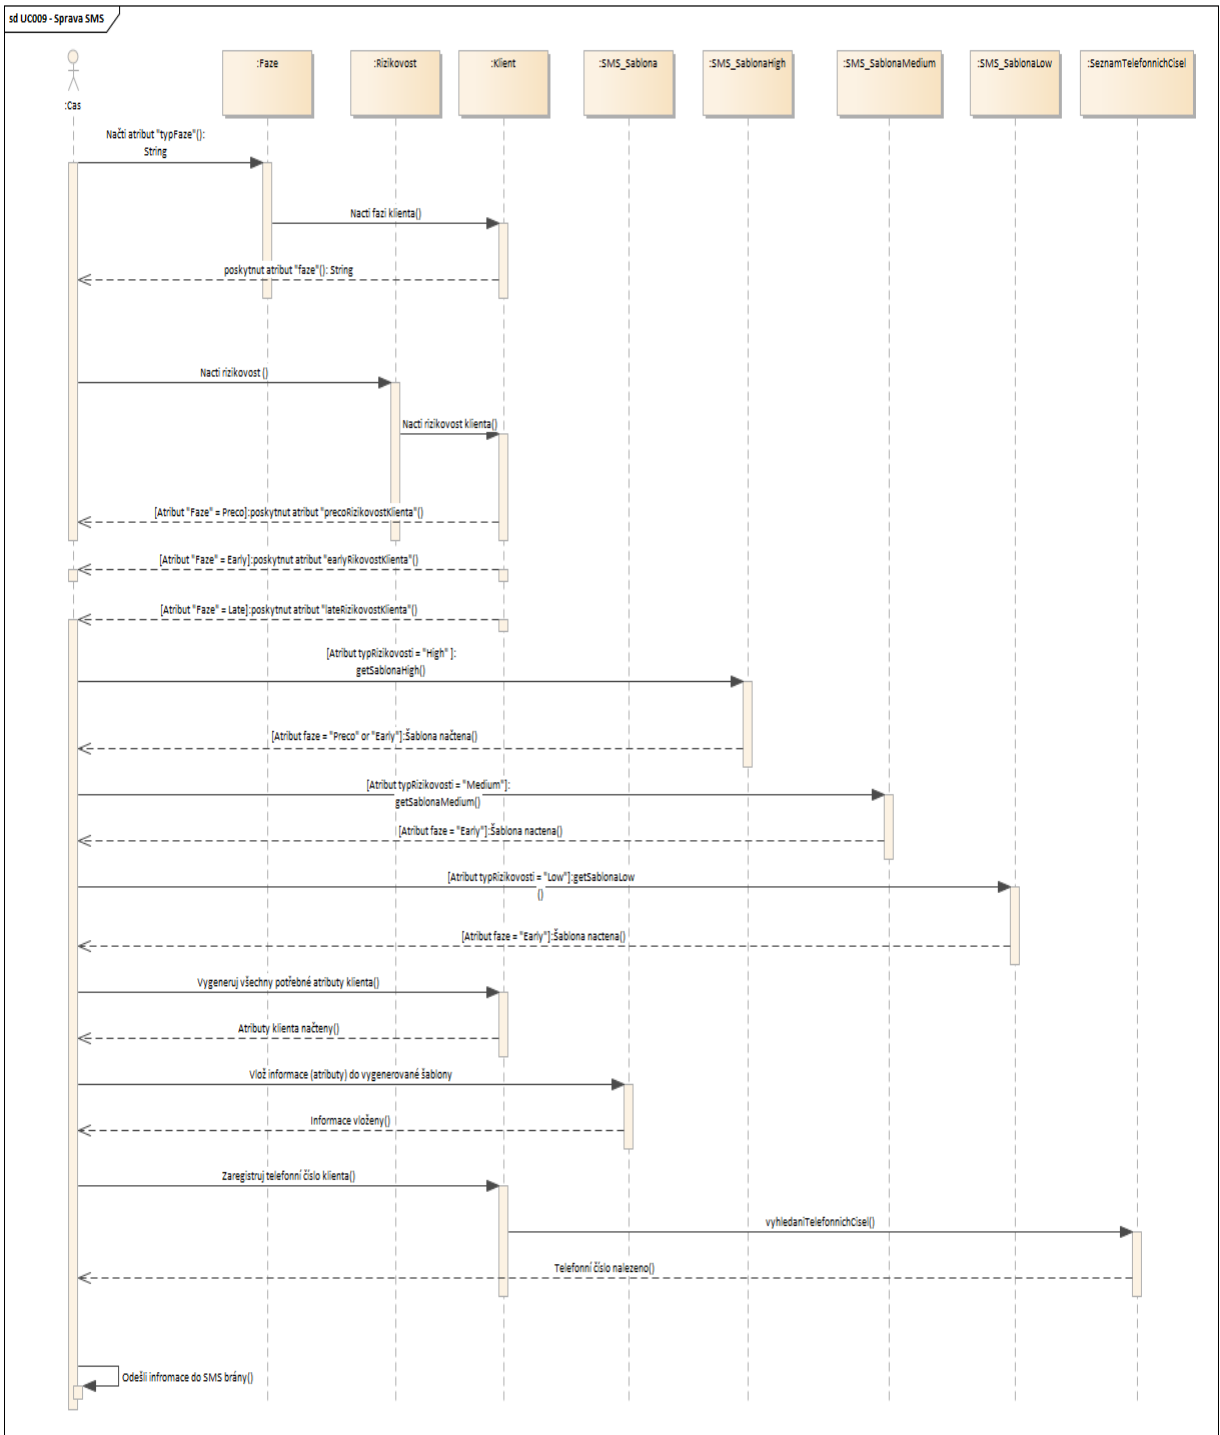 sd UC009 - Sprava SMS
:Cas
:Faze
:Rizikovost
:Klient
:SMS_Sablona
:SMS_SablonaHigh
:SMS_SablonaMedium
:SMS_SablonaLow
:SeznamTelefonnichCisel
Načti atribut "typFaze"():
String
Nacti fazi klienta()
poskytnut atribut "faze"(): String
Nacti rizikovost ()
Nacti rizikovost klienta()
[Atribut "Faze" = Preco]:poskytnut atribut "precoRizikovostKlienta"()
[Atribut "Faze" = Early]:poskytnut atribut "earlyRikovostKlienta"()
[Atribut "Faze" = Late]:poskytnut atribut "lateRizikovostKlienta"()
[Atribut typRizikovosti = "High" ]:
getSablonaHigh()
[Atribut faze = "Preco" or "Early"]:Šablona načtena()
[Atribut typRizikovosti = "Medium"]:
getSablonaMedium()
[Atribut faze = "Early"]:Šablona nactena()
[Atribut typRizikovosti = "Low"]:getSablonaLow
()
[Atribut faze = "Early"]:Šablona nactena()
Vygeneruj všechny potřebné atributy klienta()
Atributy klienta načteny()
Vlož informace (atributy) do vygenerované šablony
Informace vloženy()
Zaregistruj telefonní číslo klienta()
vyhledaniTelefonnichCisel()
Telefonní číslo nalezeno()
Odešli infromace do SMS brány()